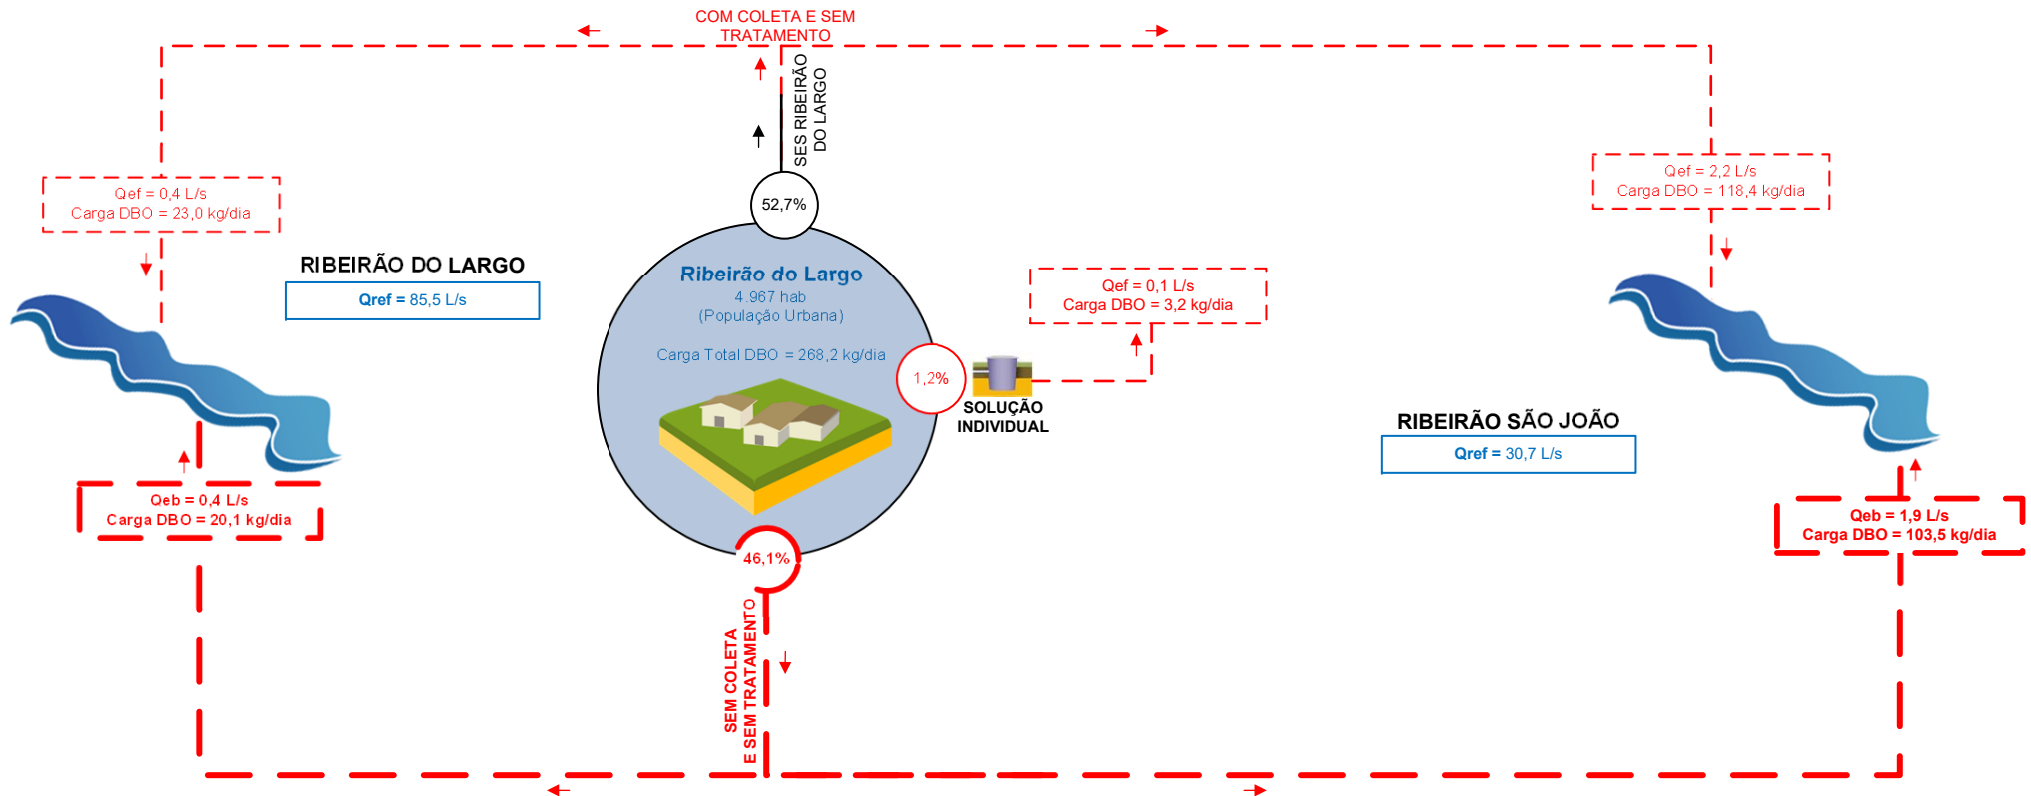 COM COLETA E SEM
TRATAMENTO
SES RIBEIRÃO
DO LARGO
Qef = 0,4 L/s
Carga DBO = 23,0 kg/dia
Qef = 2,2 L/s
Carga DBO = 118,4 kg/dia
52,7%
RIBEIRÃO DO LARGO
Qref = 85,5 L/s
Ribeirão do Largo
4.967 hab
(População Urbana)
Carga Total DBO = 268,2 kg/dia
Qef = 0,1 L/s
Carga DBO = 3,2 kg/dia
1,2%
SOLUÇÃO
INDIVIDUAL
RIBEIRÃO SÃO JOÃO
Qref = 30,7 L/s
Qeb = 0,4 L/s
Carga DBO = 20,1 kg/dia
Qeb = 1,9 L/s
Carga DBO = 103,5 kg/dia
46,1%
SEM COLETA
E SEM TRATAMENTO